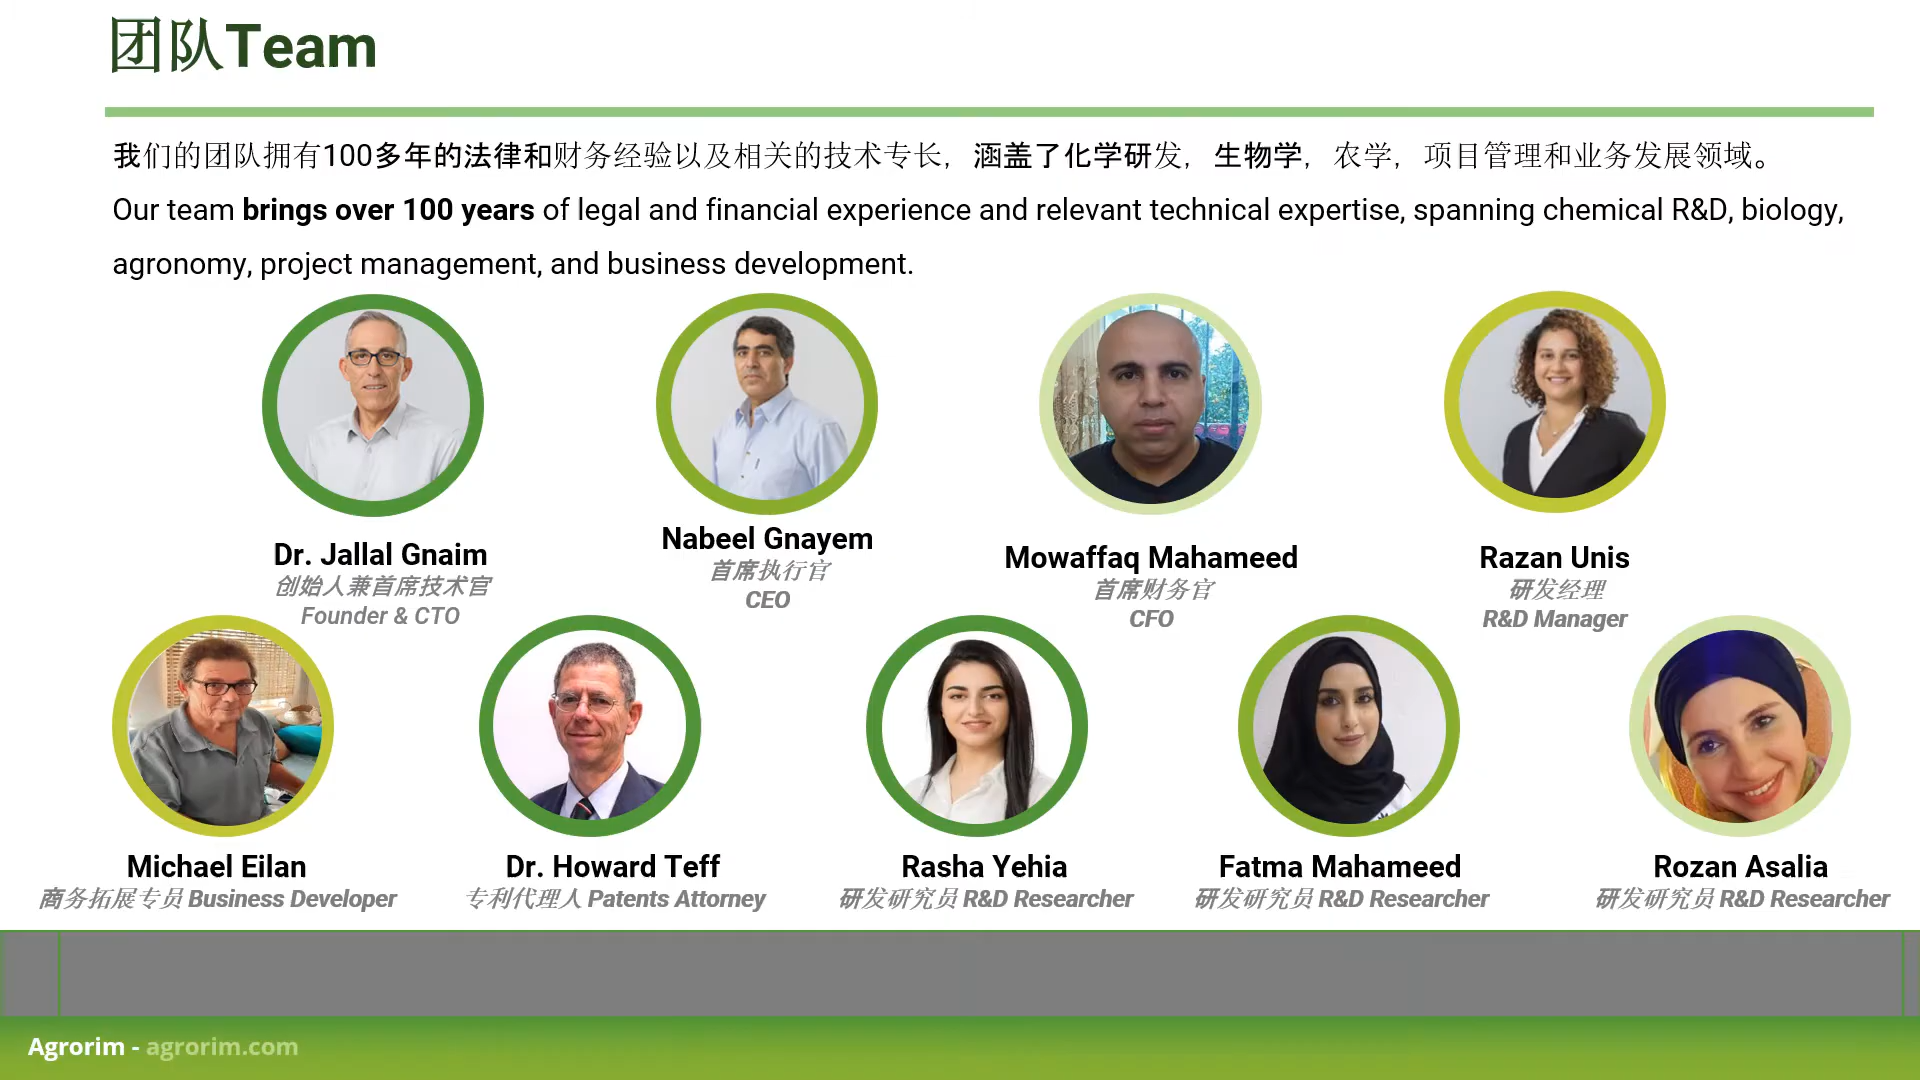 团队Team
我们的团队拥有100多年的法律和财务经验以及相关的技术专长，涵盖了化学研发，生物学，农学，项目管理和业务发展领域。
Our team brings over 100 years of legal and financial experience and relevant technical expertise, spanning chemical R&D, biology,
agronomy, project management, and business development.
Dr. Jallal Gnaim
创始人兼首席技术官
Founder & CTO
Nabeel Gnayem
首席执行官
CEO
Mowaffaq Mahameed
首席财务官
CFO
Razan Unis
研发经理
R&D Manager
Michael Eilan
商务拓展专员 Business Developer
Dr. Howard Teff
专利代理人 Patents Attorney
Rasha Yehia
研发研究员 R&D Researcher
Fatma Mahameed
研发研究员 R&D Researcher
Rozan Asalia
研发研究员 R&D Researcher
Agrorim - agrorim.com